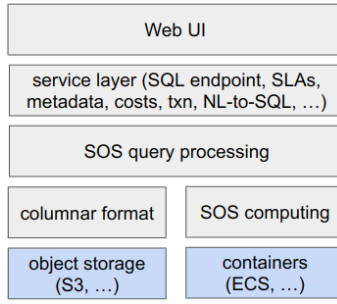 Web UI
service layer (SQL endpoint, SLAs,
metadata, costs, txn, NL-to-SQL, ...)
SOS query processing
columnar format
SOS computing
object storage
(S3, ...)
containers
(ECS, ...)